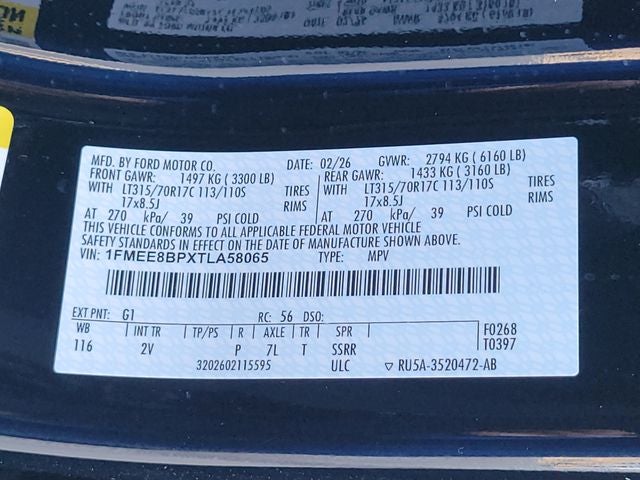 MFD. BY FORD MOTOR CO. DATE: 02/26 GVWR: 2794 KG ( 6160 LB)
FRONT GAWR: 1497 KG ( 3300 LB) REAR GAWR: 1433 KG ( 3160 LB)
WITH LT315/70R17C 113/110S TIRES WITH LT315/70R17C 113/110S TIRES
17x8.5J RIMS 17x8.5J RIMS
AT 270 kPa/ 39 PSI COLD AT 270 kPa/ 39 PSI COLD
THIS VEHICLE CONFORMS TO ALL APPLICABLE FEDERAL MOTOR VEHICLE
SAFETY STANDARDS IN EFFECT ON THE DATE OF MANUFACTURE SHOWN ABOVE.
VIN: 1FMEE8BPXTLA58065 TYPE: MPV
EXT PNT: G1 RC: 56 DSO:
WB INT TR TP/PS R AXLE TR SPR F0268
116 2V P 7L T SSRR T0397
3202602115595 ULC RU5A-3520472-AB